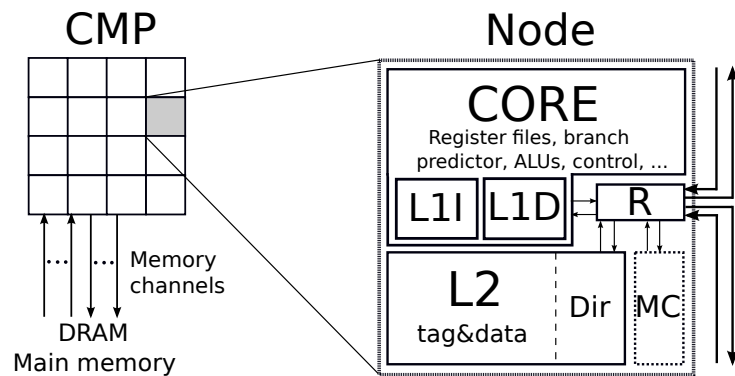 CMP
Node
CORE
Register files, branch
predictor, ALUs, control, ...
L1I
L1D
R
L2
tag&data
Dir
MC
... ...
Memory
channels
DRAM
Main memory